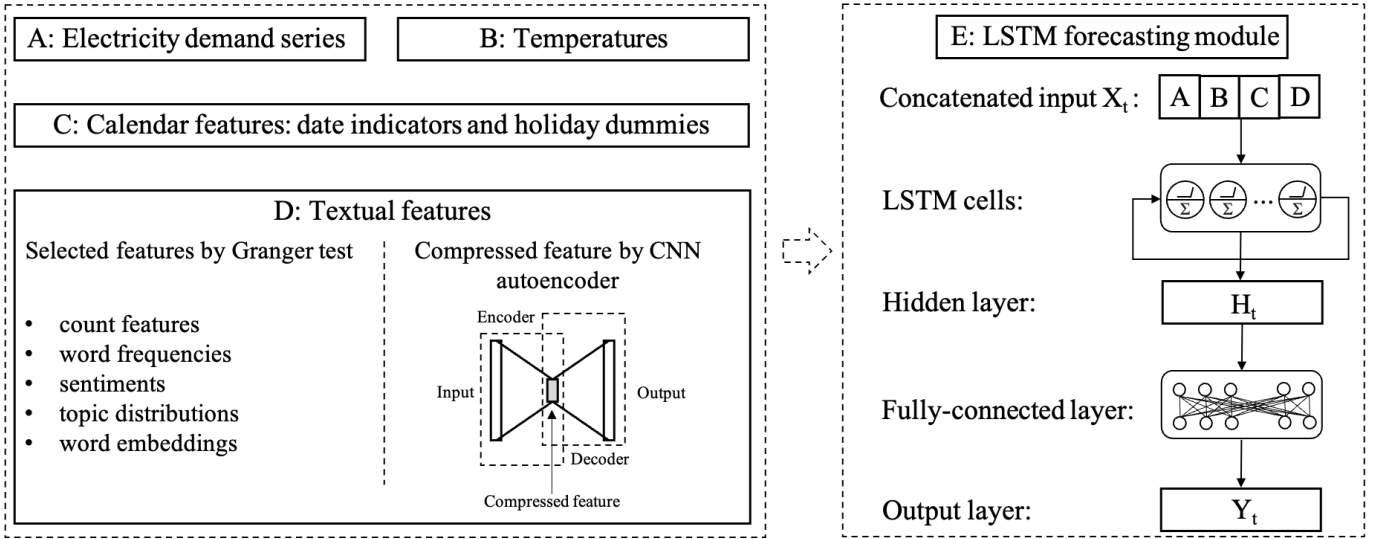 A: Electricity demand series
B: Temperatures
C: Calendar features: date indicators and holiday dummies
D: Textual features
Selected features by Granger test
• count features
• word frequencies
• sentiments
• topic distributions
• word embeddings
Compressed feature by CNN
autoencoder
Encoder
Input
Output
Decoder
Compressed feature
E: LSTM forecasting module
Concatenated input Xt : A B C D
LSTM cells: Σ Σ … Σ
Hidden layer: Ht
Fully-connected layer:
Output layer: Yt